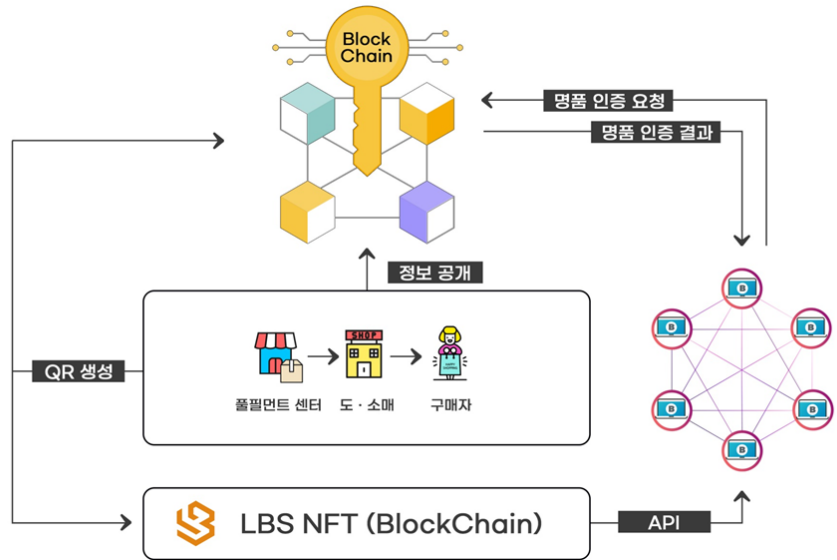 Block
Chain
명품 인증 요청
명품 인증 결과
정보 공개
SHOP
QR 생성
풀필먼트 센터
도 · 소매
구매자
LBS NFT (BlockChain)
API